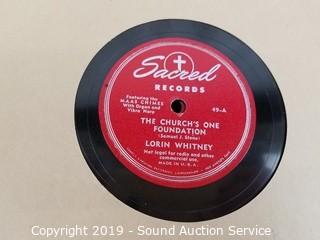 Sacred
RECORDS
Featuring the
MAAS CHIMES
With Organ and
Vibra Harp
49-A
THE CHURCH'S ONE
FOUNDATION
(Samuel J. Stone)
LORIN WHITNEY
Not legal for radio and other
commercial use.
MADE IN U.S.A.
Copyright 2019 - Sound Auction Service